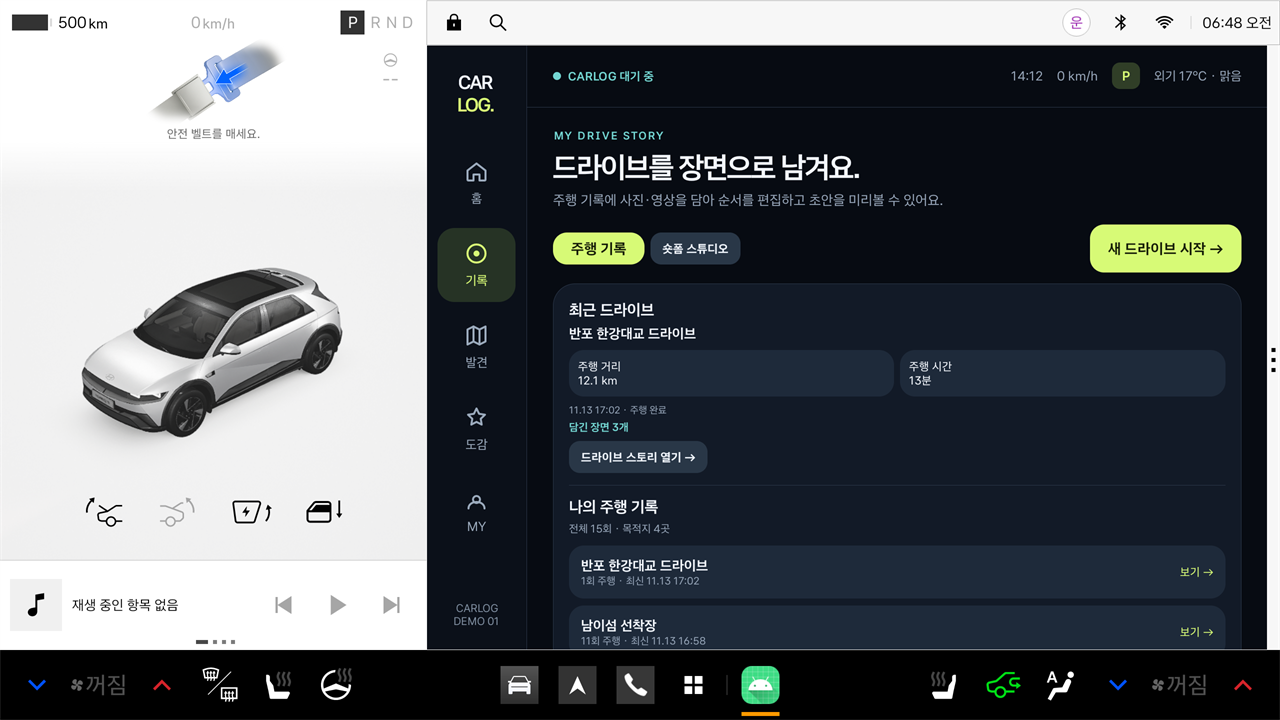 500 km
0 km/h
P R N D
운
06:48 오전
안전 벨트를 매세요.
--
재생 중인 항목 없음
CAR
LOG.
홈
기록
발견
도감
MY
CARLOG
DEMO 01
CARLOG 대기 중
14:12 0 km/h P 외기 17°C · 맑음
MY DRIVE STORY
드라이브를 장면으로 남겨요.
주행 기록에 사진·영상을 담아 순서를 편집하고 초안을 미리볼 수 있어요.
주행 기록
숏폼 스튜디오
새 드라이브 시작 →
최근 드라이브
반포 한강대교 드라이브
주행 거리
12.1 km
주행 시간
13분
11.13 17:02 · 주행 완료
담긴 장면 3개
드라이브 스토리 열기 →
나의 주행 기록
전체 15회 · 목적지 4곳
반포 한강대교 드라이브
1회 주행 · 최신 11.13 17:02
보기 →
남이섬 선착장
11회 주행 · 최신 11.13 16:58
보기 →
꺼짐
A
꺼짐